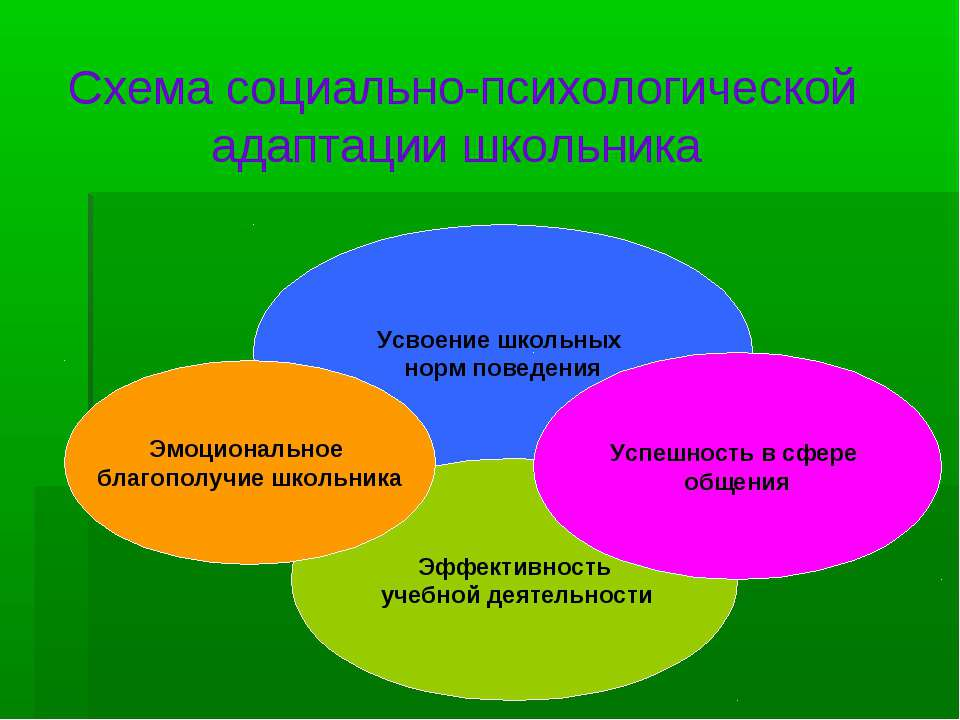 Схема социально-психологической
адаптации школьника
Усвоение школьных
норм поведения
Эмоциональное
благополучие школьника
Успешность в сфере
общения
Эффективность
учебной деятельности